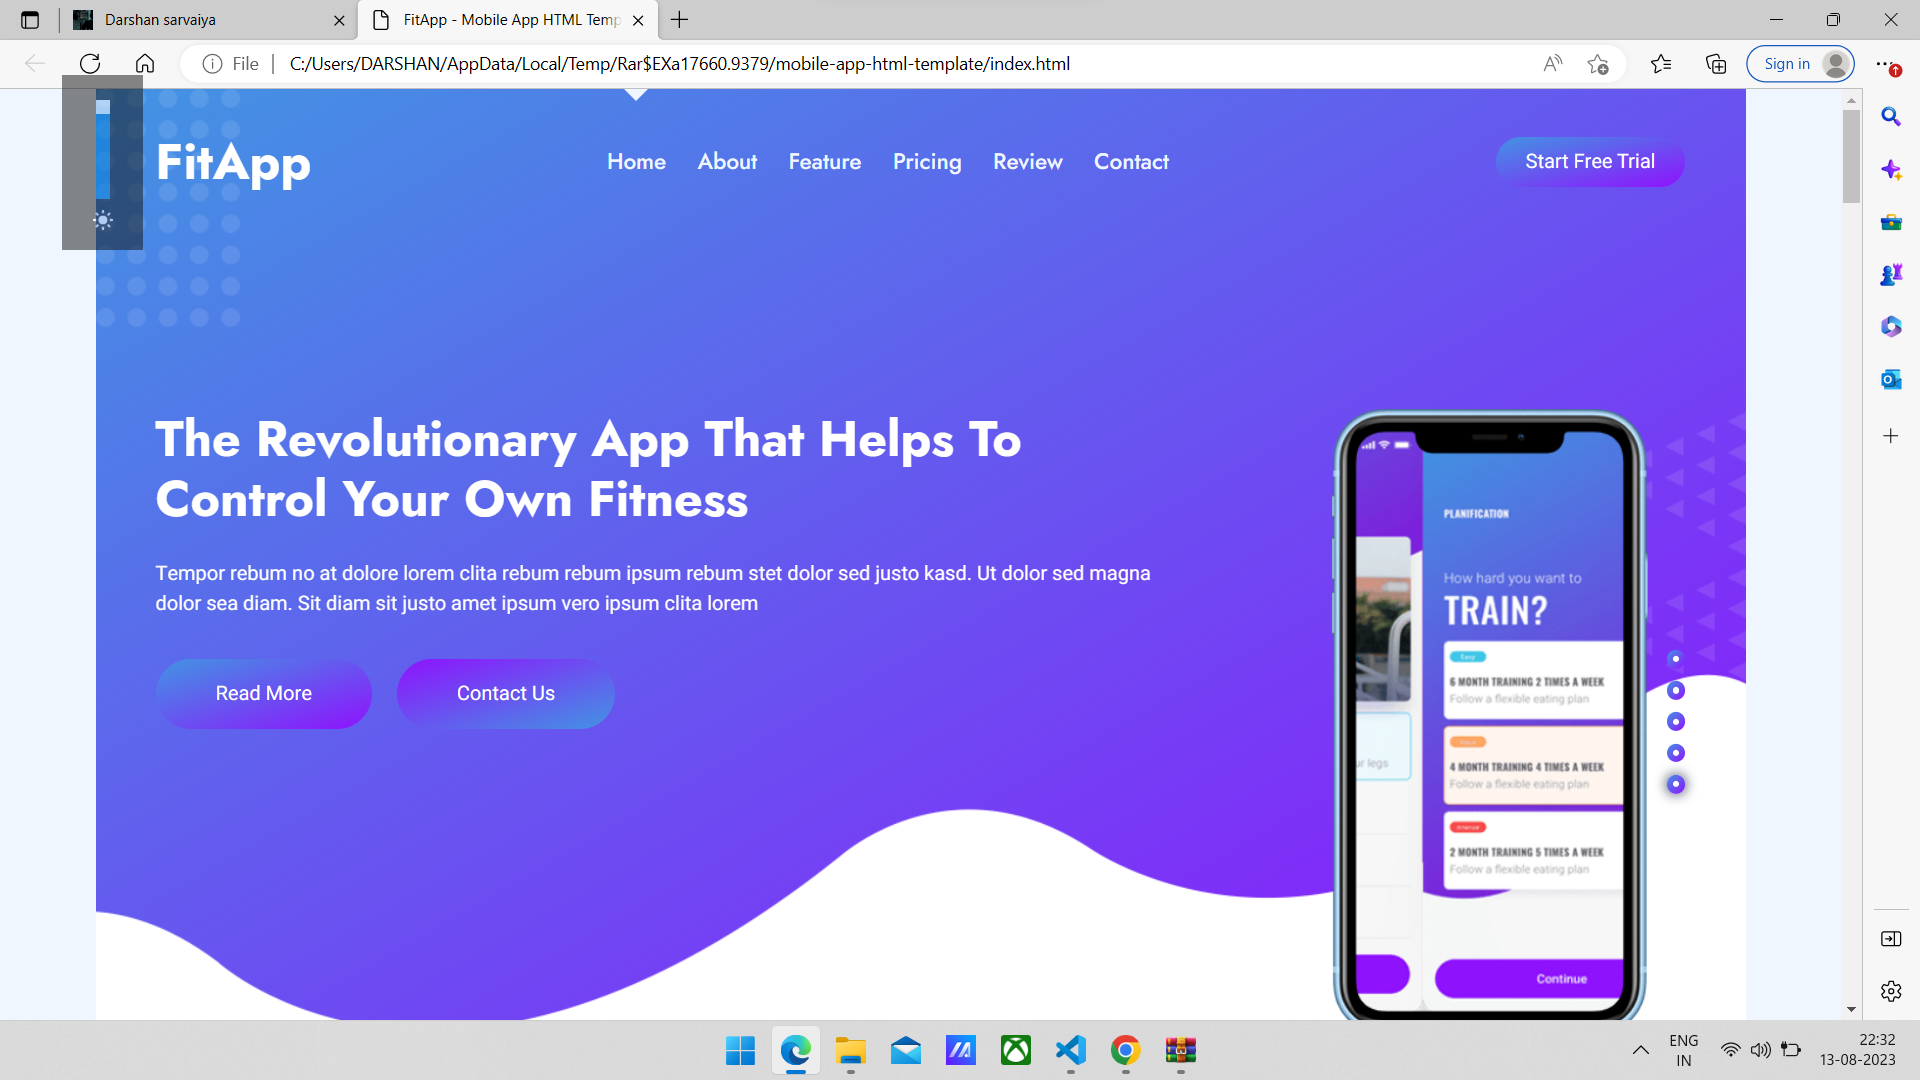 Darshan sarvaiya
FitApp - Mobile App HTML Temp
File
C:/Users/DARSHAN/AppData/Local/Temp/Rar$EXa17660.9379/mobile-app-html-template/index.html
Sign in
FitApp
Home About Feature Pricing Review Contact
Start Free Trial
The Revolutionary App That Helps To
Control Your Own Fitness
Tempor rebum no at dolore lorem clita rebum rebum ipsum rebum stet dolor sed justo kasd. Ut dolor sed magna
dolor sea diam. Sit diam sit justo amet ipsum vero ipsum clita lorem
Read More
Contact Us
PLANIFICATION
How hard you want to
TRAIN?
Easy
6 MONTH TRAINING 2 TIMES A WEEK
Follow a flexible eating plan
4 MONTH TRAINING 4 TIMES A WEEK
Follow a flexible eating plan
2 MONTH TRAINING 5 TIMES A WEEK
Follow a flexible eating plan
ur legs
Continue
ENG
IN
22:32
13-08-2023